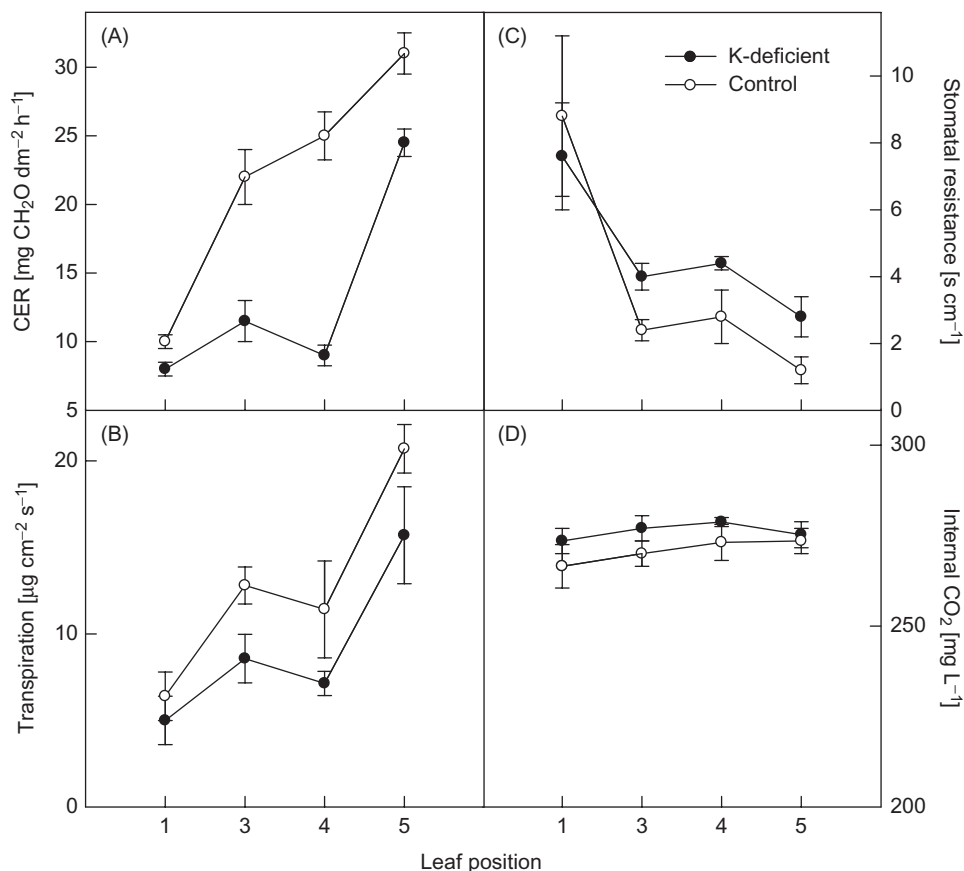 (A)
30
25
20
15
10
5
CER [mg CH₂O dm⁻² h⁻¹]
(C)
K-deficient
Control
10
8
6
4
2
0
Stomatal resistance [s cm⁻¹]
(B)
20
10
0
Transpiration [µg cm⁻² s⁻¹]
(D)
300
250
200
Internal CO₂ [mg L⁻¹]
1 3 4 5
1 3 4 5
Leaf position